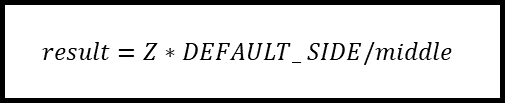 result = Z * DEFAULT_SIDE/middle